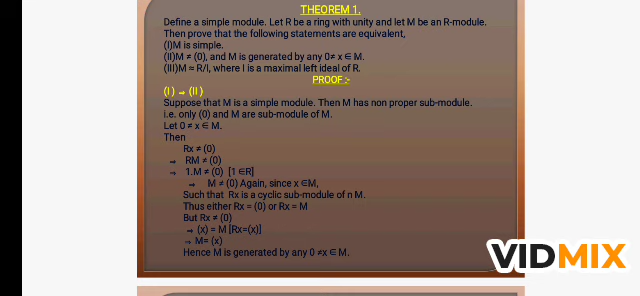 THEOREM 1.
Define a simple module. Let R be a ring with unity and let M be an R-module.
Then prove that the following statements are equivalent,
(I)M is simple.
(II)M ≠ (0), and M is generated by any 0≠ x ∈ M.
(III)M ≈ R/I, where I is a maximal left ideal of R.
PROOF :-
(I) ⇒ (II)
Suppose that M is a simple module. Then M has non proper sub-module.
i.e. only (0) and M are sub-module of M.
Let 0 ≠ x ∈ M.
Then
Rx ≠ (0)
⇒ RM ≠ (0)
⇒ 1.M ≠ (0) [1 ∈R]
⇒ M ≠ (0) Again, since x ∈M,
Such that Rx is a cyclic sub-module of n M.
Thus either Rx = (0) or Rx = M
But Rx ≠ (0)
⇒ (x) = M [Rx=(x)]
⇒ M= (x)
Hence M is generated by any 0 ≠x ∈ M.
VIDMIX